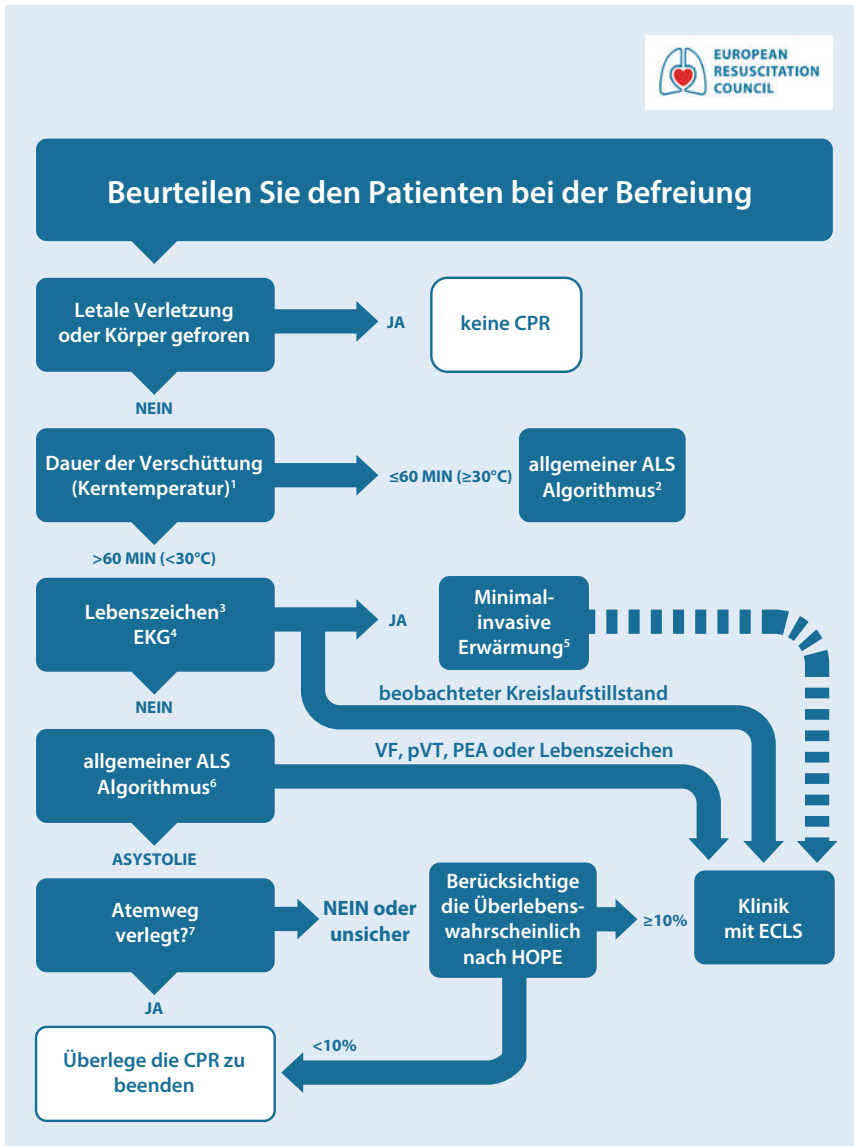 EUROPEAN
RESUSCITATION
COUNCIL
Beurteilen Sie den Patienten bei der Befreiung
Letale Verletzung
oder Körper gefroren
JA
keine CPR
NEIN
Dauer der Verschüttung
(Kerntemperatur)¹
≤60 MIN (≥30°C)
allgemeiner ALS
Algorithmus²
>60 MIN (<30°C)
Lebenszeichen³
EKG⁴
JA
Minimal-
invasive
Erwärmung⁵
beobachteter Kreislaufstillstand
NEIN
allgemeiner ALS
Algorithmus⁶
VF, pVT, PEA oder Lebenszeichen
ASYSTOLIE
Atemweg
verlegt?⁷
NEIN oder
unsicher
Berücksichtige
die Überlebens-
wahrscheinlich
nach HOPE
≥10%
Klinik
mit ECLS
JA
<10%
Überlege die CPR zu
beenden